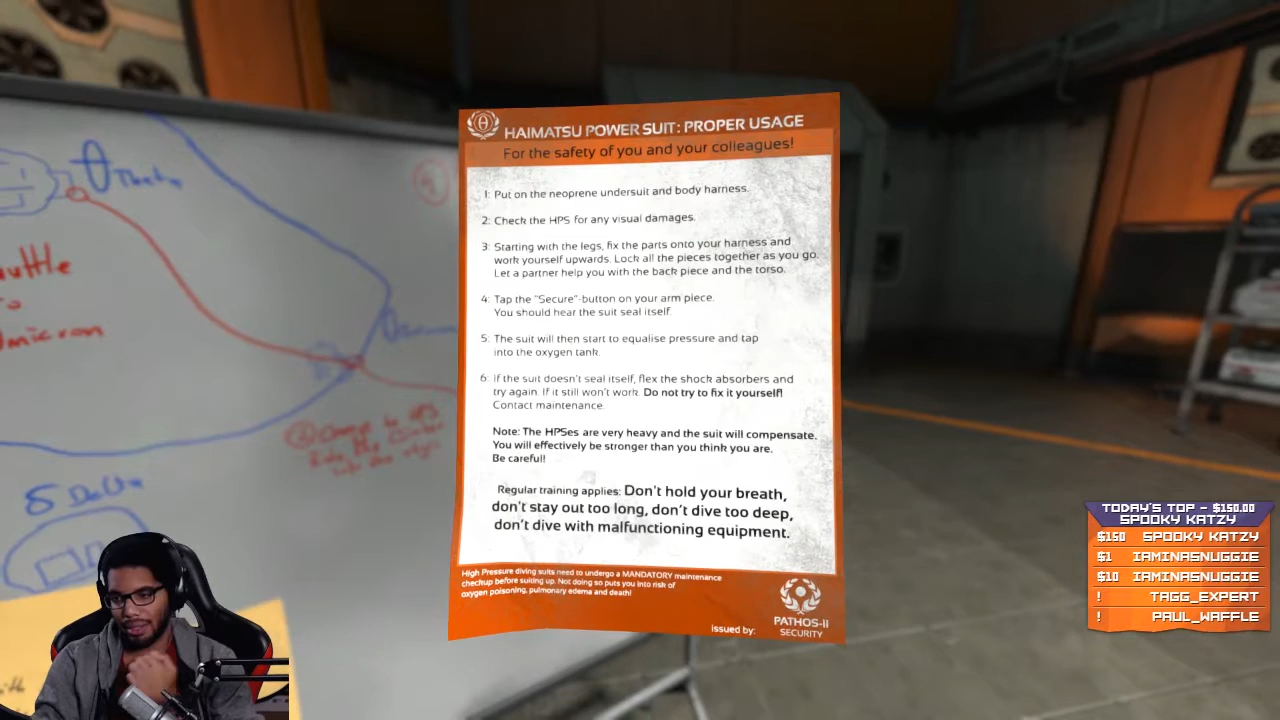 HAIMATSU POWER SUIT: PROPER USAGE
For the safety of you and your colleagues!
1: Put on the neoprene undersuit and body harness.
2: Check the HPS for any visual damages.
3: Starting with the legs, fix the parts onto your harness and
work yourself upwards. Lock all the pieces together as you go.
Let a partner help you with the back piece and the torso.
4: Tap the "Secure"-button on your arm piece.
You should hear the suit seal itself.
5: The suit will then start to equalise pressure and tap
into the oxygen tank.
6: If the suit doesn't seal itself, flex the shock absorbers and
try again. If it still won't work. Do not try to fix it yourself!
Contact maintenance.
Note: The HPSes are very heavy and the suit will compensate.
You will effectively be stronger than you think you are.
Be careful!
Regular training applies: Don't hold your breath,
don't stay out too long, don't dive too deep,
don't dive with malfunctioning equipment.
High Pressure diving suits need to undergo a MANDATORY maintenance
checkup before suiting up. Not doing so puts you into risk of
oxygen poisoning, pulmonary edema and death!
issued by:
PATHOS-II
SECURITY
θ Theta
δ Delta
TODAY'S TOP - $150.00
SPOOKY KATZY
$150 SPOOKY KATZY
$1 IAMINASNUGGIE
$10 IAMINASNUGGIE
! TAGG_EXPERT
! PAUL_WAFFLE